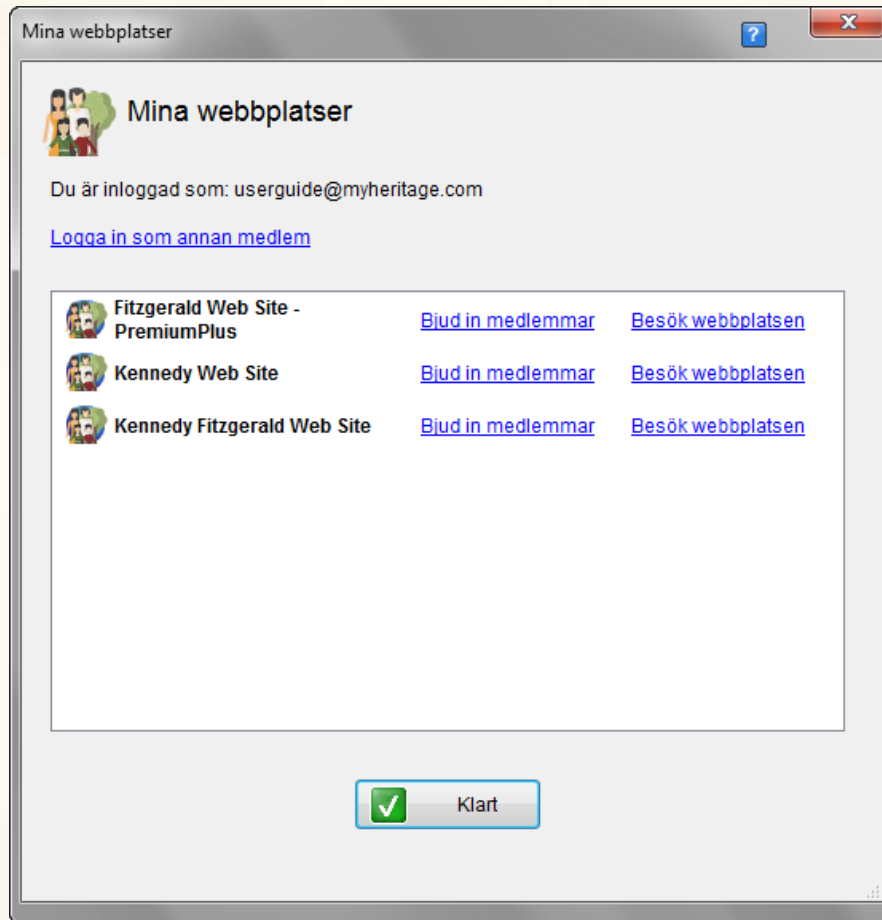 Mina webbplatser
?
X
Mina webbplatser
Du är inloggad som: userguide@myheritage.com
Logga in som annan medlem
Fitzgerald Web Site -
PremiumPlus
Bjud in medlemmar Besök webbplatsen
Kennedy Web Site Bjud in medlemmar Besök webbplatsen
Kennedy Fitzgerald Web Site Bjud in medlemmar Besök webbplatsen
Klart